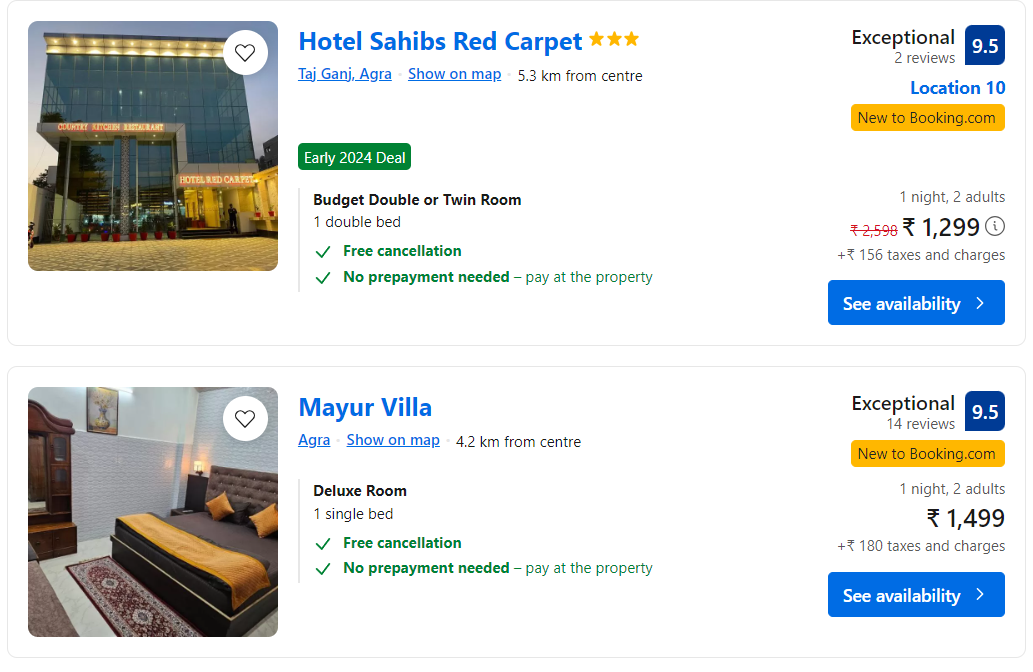 Hotel Sahibs Red Carpet
Taj Ganj, Agra Show on map 5.3 km from centre
Exceptional 9.5
2 reviews
Location 10
New to Booking.com
COUNTRY KITCHEN RESTAURANT
HOTEL RED CARPET
Early 2024 Deal
Budget Double or Twin Room
1 double bed
Free cancellation
No prepayment needed – pay at the property
1 night, 2 adults
₹ 2,598 ₹ 1,299
+₹ 156 taxes and charges
See availability
Mayur Villa
Agra Show on map 4.2 km from centre
Exceptional 9.5
14 reviews
New to Booking.com
Deluxe Room
1 single bed
Free cancellation
No prepayment needed – pay at the property
1 night, 2 adults
₹ 1,499
+₹ 180 taxes and charges
See availability